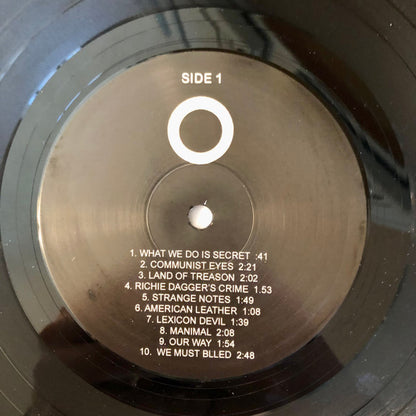 SIDE 1
1. WHAT WE DO IS SECRET :41
2. COMMUNIST EYES 2:21
3. LAND OF TREASON 2:02
4. RICHIE DAGGER'S CRIME 1.53
5. STRANGE NOTES 1:49
6. AMERICAN LEATHER 1:08
7. LEXICON DEVIL 1:39
8. MANIMAL 2:08
9. OUR WAY 1:54
10. WE MUST BLLED 2:48